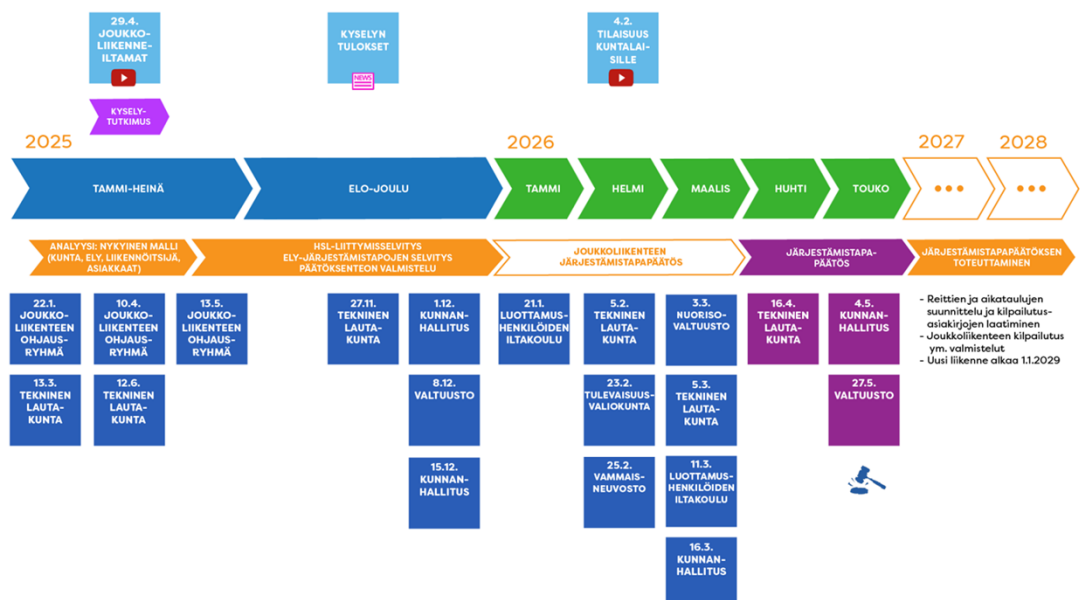 29.4.
JOUKKO-
LIIKENNE-
ILTAMAT
KYSELYN
TULOKSET
NEWS
4.2.
TILAISUUS
KUNTALAI-
SILLE
KYSELY-
TUTKIMUS
2025
2026
2027
2028
TAMMI-HEINÄ
ELO-JOULU
TAMMI
HELMI
MAALIS
HUHTI
TOUKO
ANALYYSI: NYKYINEN MALLI
(KUNTA, ELY, LIIKENNÖITSIJÄ,
ASIAKKAAT)
HSL-LIITTYMISSELVITYS
ELY-JÄRJESTÄMISTAPOJEN SELVITYS
PÄÄTÖKSENTEON VALMISTELU
JOUKKOLIIKENTEEN
JÄRJESTÄMISTAPAPÄÄTÖS
JÄRJESTÄMISTAPA-
PÄÄTÖS
JÄRJESTÄMISTAPAPÄÄTÖKSEN
TOTEUTTAMINEN
22.1.
JOUKKO-
LIIKENTEEN
OHJAUS-
RYHMÄ
10.4.
JOUKKO-
LIIKENTEEN
OHJAUS-
RYHMÄ
13.5.
JOUKKO-
LIIKENTEEN
OHJAUS-
RYHMÄ
27.11.
TEKNINEN
LAUTA-
KUNTA
1.12.
KUNNAN-
HALLITUS
21.1.
LUOTTAMUS-
HENKILÖIDEN
ILTAKOULU
5.2.
TEKNINEN
LAUTA-
KUNTA
3.3.
NUORISO-
VALTUUSTO
16.4.
TEKNINEN
LAUTA-
KUNTA
4.5.
KUNNAN-
HALLITUS
- Reittien ja aikataulujen
suunnittelu ja kilpailutus-
asiakirjojen laatiminen
- Joukkoliikenteen kilpailutus
ym. valmistelut
- Uusi liikenne alkaa 1.1.2029
13.3.
TEKNINEN
LAUTA-
KUNTA
12.6.
TEKNINEN
LAUTA-
KUNTA
8.12.
VALTUUSTO
23.2.
TULEVAISUUS-
VALIOKUNTA
5.3.
TEKNINEN
LAUTA-
KUNTA
27.5.
VALTUUSTO
15.12.
KUNNAN-
HALLITUS
25.2.
VAMMAIS-
NEUVOSTO
11.3.
LUOTTAMUS-
HENKILÖIDEN
ILTAKOULU
16.3.
KUNNAN-
HALLITUS